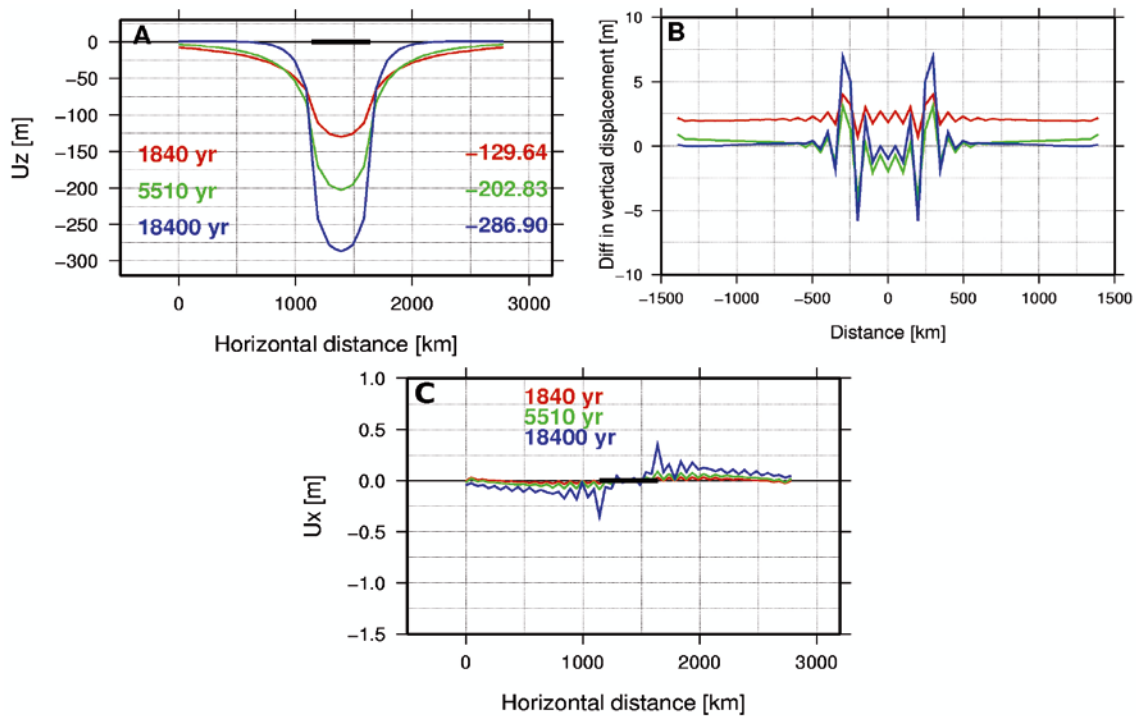 A
0
−50
−100
−150
−200
−250
−300
Uz [m]
1840 yr −129.64
5510 yr −202.83
18400 yr −286.90
0 1000 2000 3000
Horizontal distance [km]
B
10
5
0
−5
−10
Diff in vertical displacement [m]
−1500 −1000 −500 0 500 1000 1500
Distance [km]
C
1.0
0.5
0.0
−0.5
−1.0
−1.5
Ux [m]
1840 yr
5510 yr
18400 yr
0 1000 2000 3000
Horizontal distance [km]